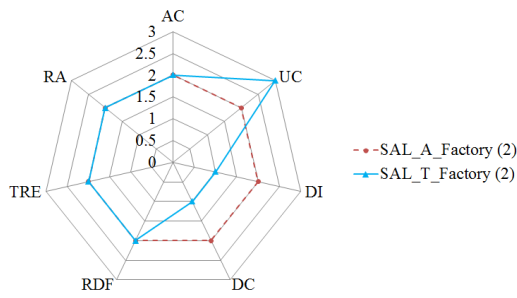 AC
3
2.5
2
1.5
1
0.5
0
RA
UC
TRE
DI
RDF
DC
SAL_A_Factory (2)
SAL_T_Factory (2)